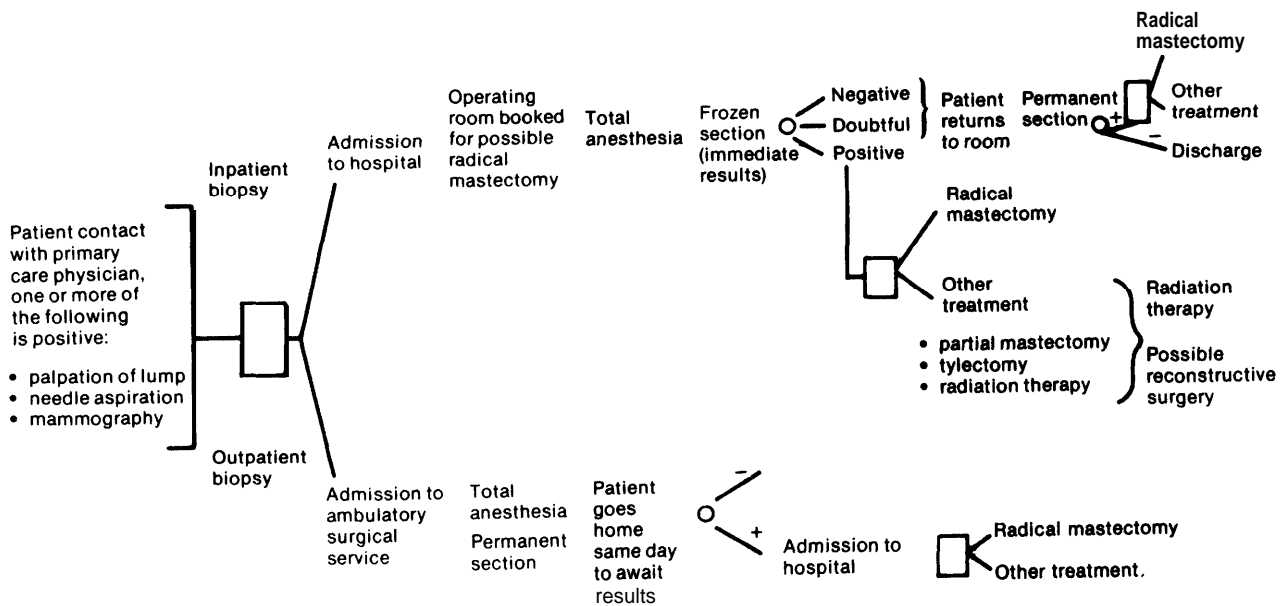 Patient contact
with primary
care physician,
one or more of
the following
is positive:
• palpation of lump
• needle aspiration
• mammography
Inpatient
biopsy
Admission
to hospital
Operating
room booked
for possible
radical
mastectomy
Total
anesthesia
Frozen
section
(immediate
results)
Negative
Doubtful
Positive
Patient
returns
to room
Permanent
section
+
−
Radical
mastectomy
Other
treatment
Discharge
Radical
mastectomy
Other
treatment
• partial mastectomy
• tylectomy
• radiation therapy
Radiation
therapy
Possible
reconstructive
surgery
Outpatient
biopsy
Admission to
ambulatory
surgical
service
Total
anesthesia
Permanent
section
Patient
goes
home
same day
to await
results
−
+
Admission to
hospital
Radical mastectomy
Other treatment.